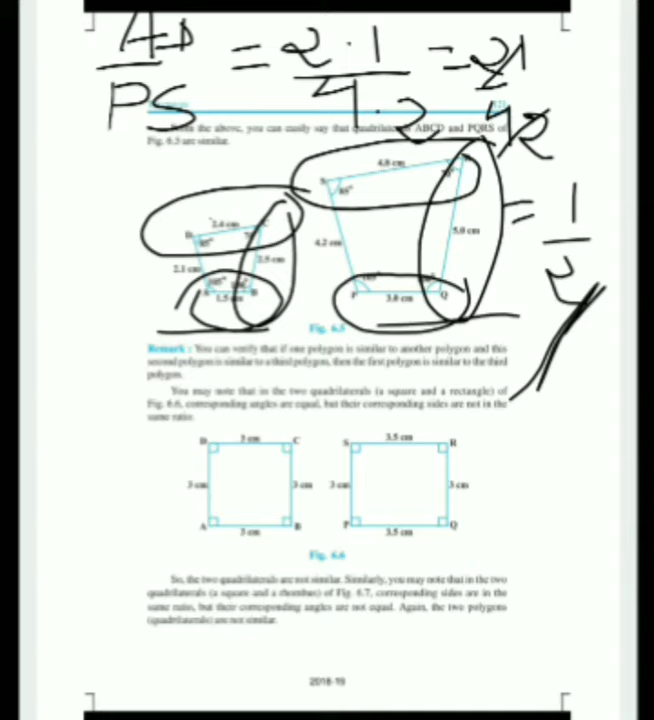 AD = 2.1 = 21
PS 4.2 42
121
From the above, you can easily say that quadrilaterals ABCD and PQRS of
Fig. 6.5 are similar.
4.8 cm
S
80°
2.4 cm
D
80°
4.2 cm
5.0 cm
= 1
2
2.1 cm
2.5 cm
105°
A
B
1.5 cm
P
Q
3.0 cm
Fig. 6.5
Remark : You can verify that if one polygon is similar to another polygon and this
second polygon is similar to a third polygon, then the first polygon is similar to the third
polygon.
You may note that in the two quadrilaterals (a square and a rectangle) of
Fig. 6.6, corresponding angles are equal, but their corresponding sides are not in the
same ratio.
D 3 cm C
S 3.5 cm R
3 cm 3 cm
3 cm 3 cm
A 3 cm B
P 3.5 cm Q
Fig. 6.6
So, the two quadrilaterals are not similar. Similarly, you may note that in the two
quadrilaterals (a square and a rhombus) of Fig. 6.7, corresponding sides are in the
same ratio, but their corresponding angles are not equal. Again, the two polygons
(quadrilaterals) are not similar.
2018-19